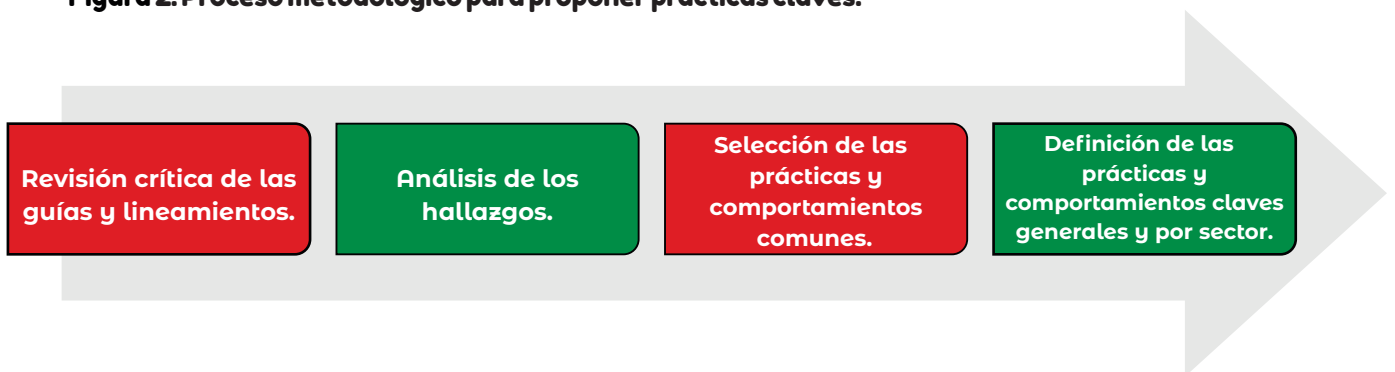 Figura 2. Proceso metodológico para proponer prácticas claves.
Revisión crítica de las
guías y lineamientos.
Análisis de los
hallazgos.
Selección de las
prácticas y
comportamientos
comunes.
Definición de las
prácticas y
comportamientos claves
generales y por sector.